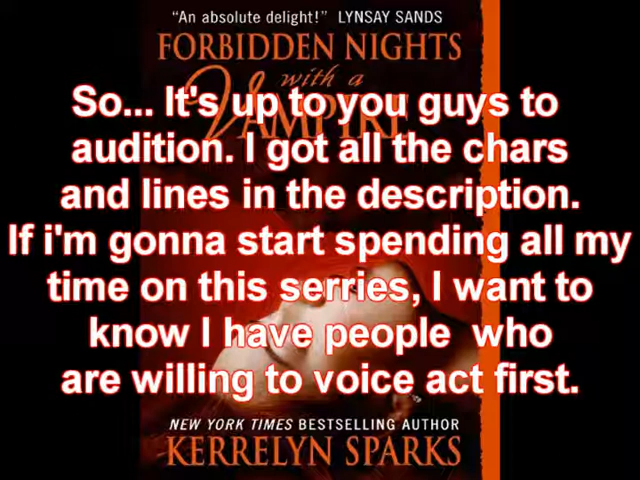 "An absolute delight!" LYNSAY SANDS
FORBIDDEN NIGHTS
with a
VAMPIRE
So... It's up to you guys to
audition. I got all the chars
and lines in the description.
If i'm gonna start spending all my
time on this serries, I want to
know I have people who
are willing to voice act first.
NEW YORK TIMES BESTSELLING AUTHOR
KERRELYN SPARKS